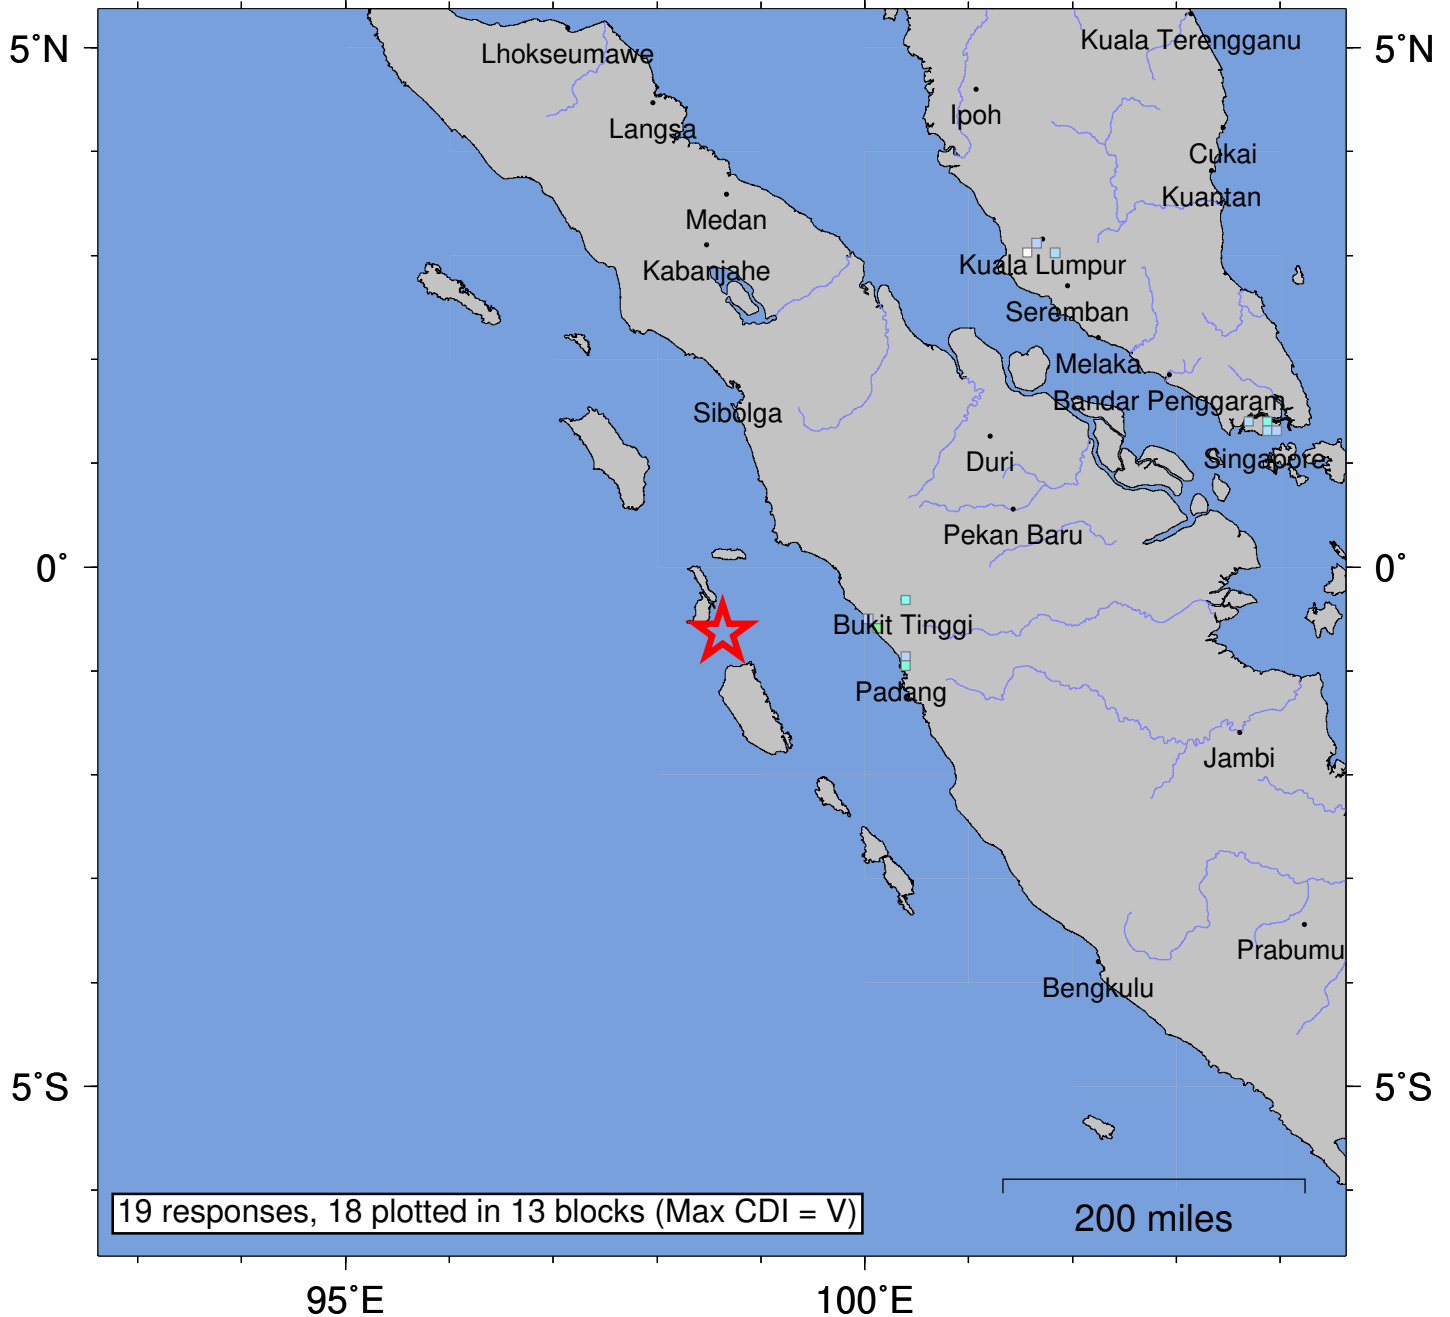 5˚N
5˚N
Kuala Terengganu
Lhokseumawe
Ipoh
Langsa
Cukai
Kuantan
Medan
Kuala Lumpur
Kabanjahe
Seremban
Melaka
Bandar Penggaram
Sibolga
Singapore
Duri
Pekan Baru
0˚
0˚
Bukit Tinggi
Padang
Jambi
Prabumu
Bengkulu
5˚S
5˚S
19 responses, 18 plotted in 13 blocks (Max CDI = V)
200 miles
95˚E
100˚E